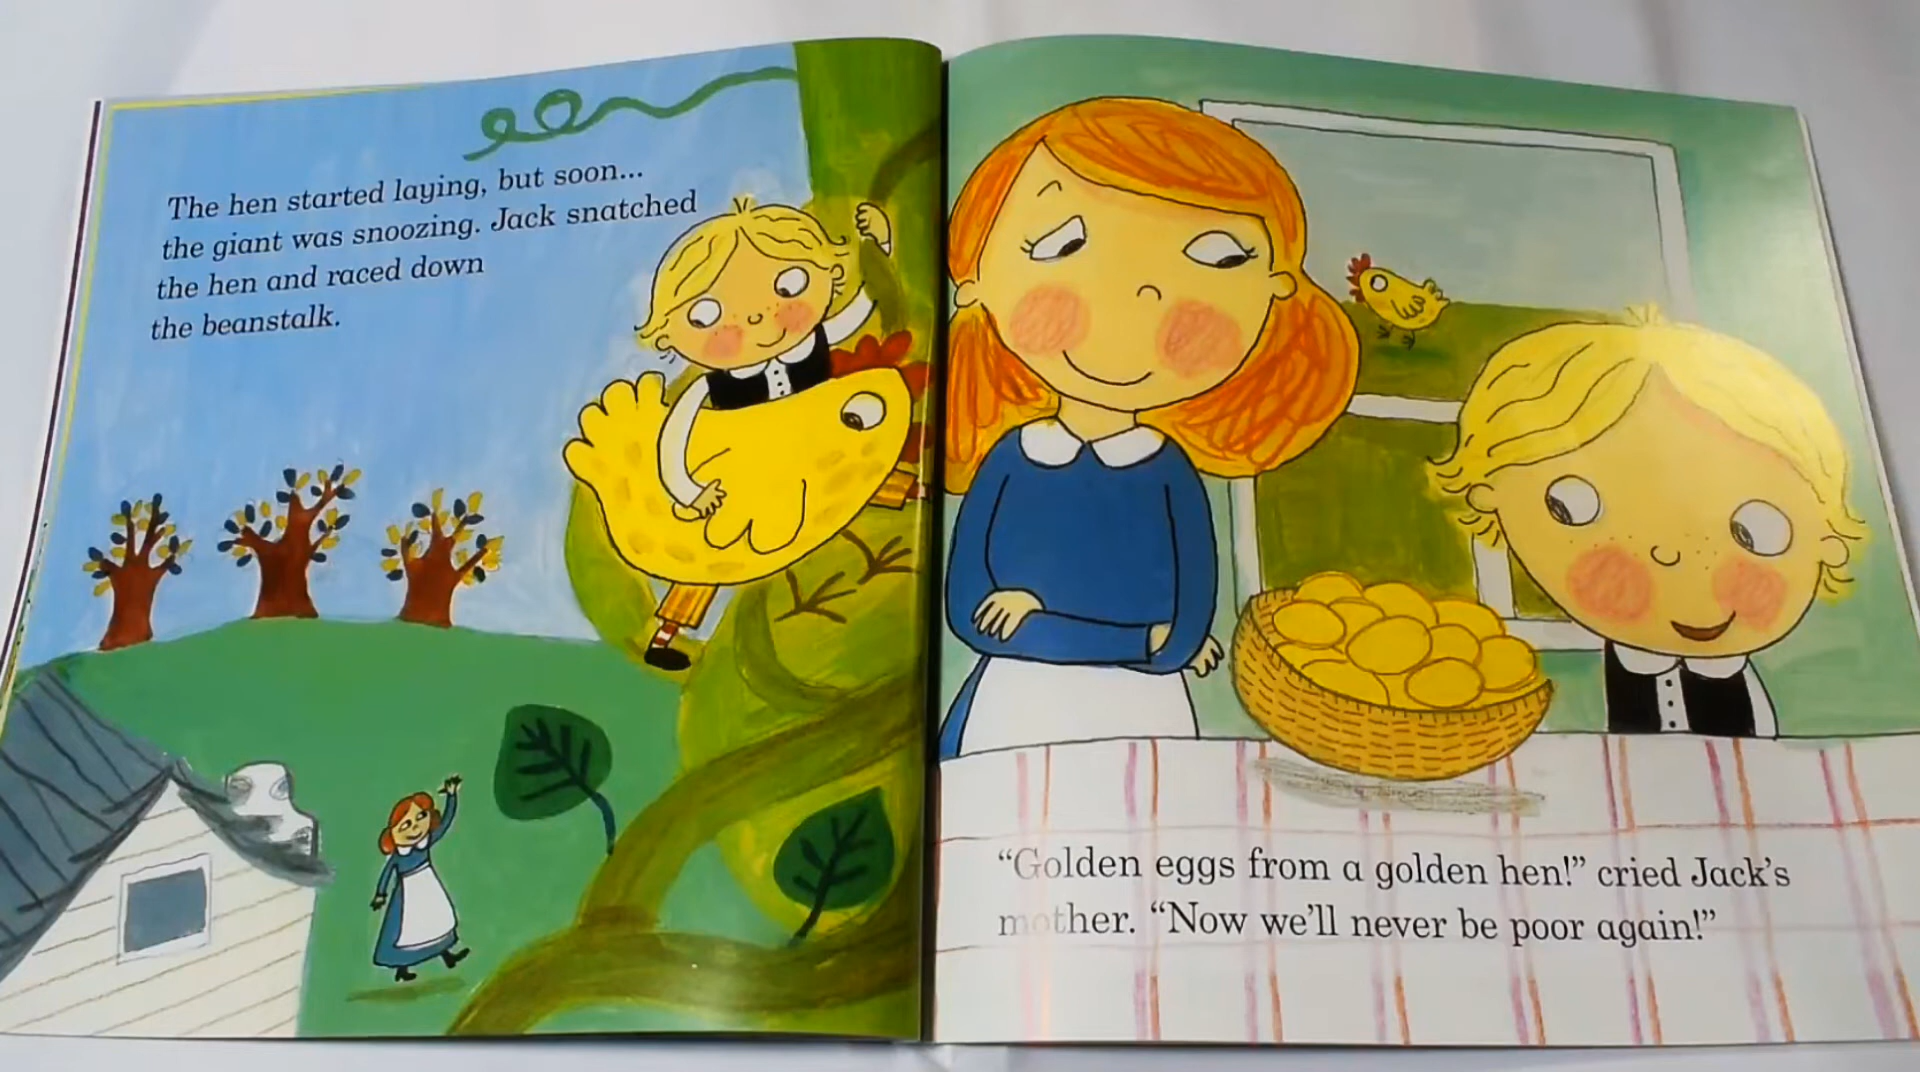 The hen started laying, but soon...
the giant was snoozing. Jack snatched
the hen and raced down
the beanstalk.
“Golden eggs from a golden hen!” cried Jack’s
mother. “Now we’ll never be poor again!”